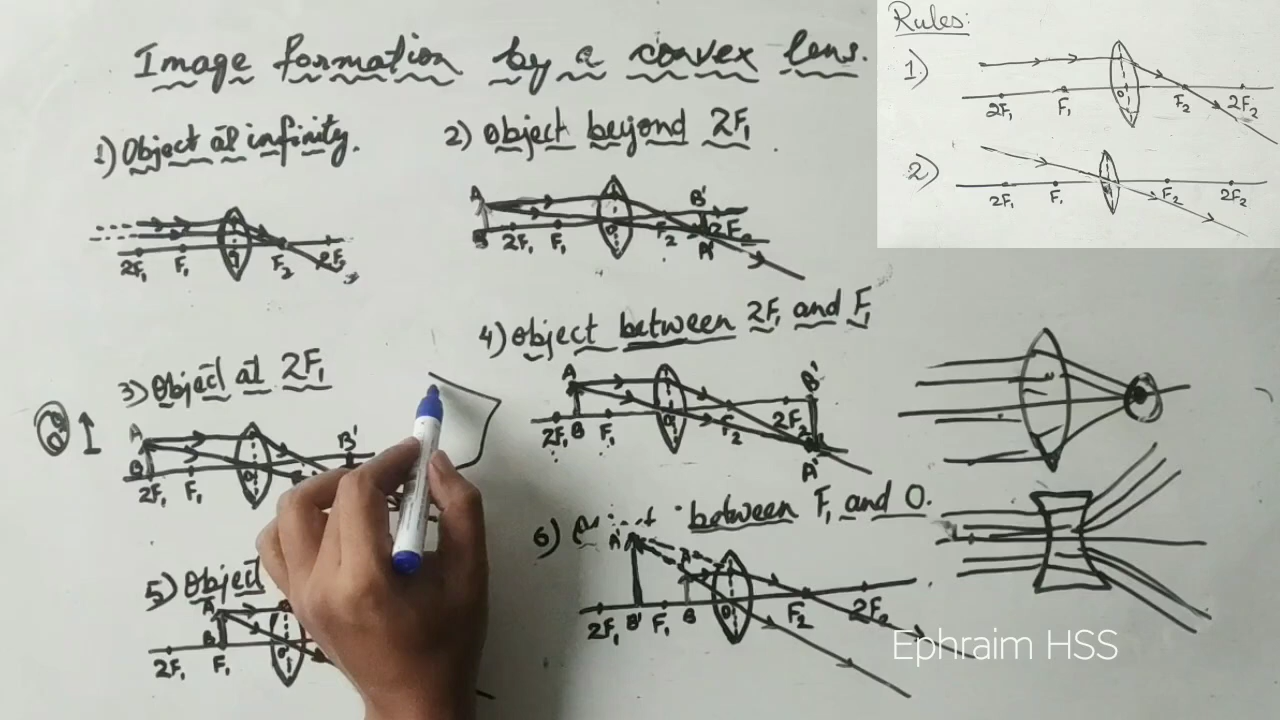 Image formation by a convex lens.
Rules:
1.)
O
2F₁ F₁ F₂ 2F₂
2)
2F₁ F₁ F₂ 2F₂
1) Object at infinity.
O
2F₁ F₁ F₂ 2F₂
2) Object beyond 2F₁
A B'
B 2F₁ F₁ O F₂ 2F₂
A'
3) Object at 2F₁
A B'
B O
2F₁ F₁
4) Object between 2F₁ and F₁
A B'
2F₁ B F₁ O F₂ 2F₂
A'
5) Object
A
B O
2F₁ F₁
6) between F₁ and O.
A' A
2F₁ B' F₁ B O F₂ 2F₂
Ephraim HSS